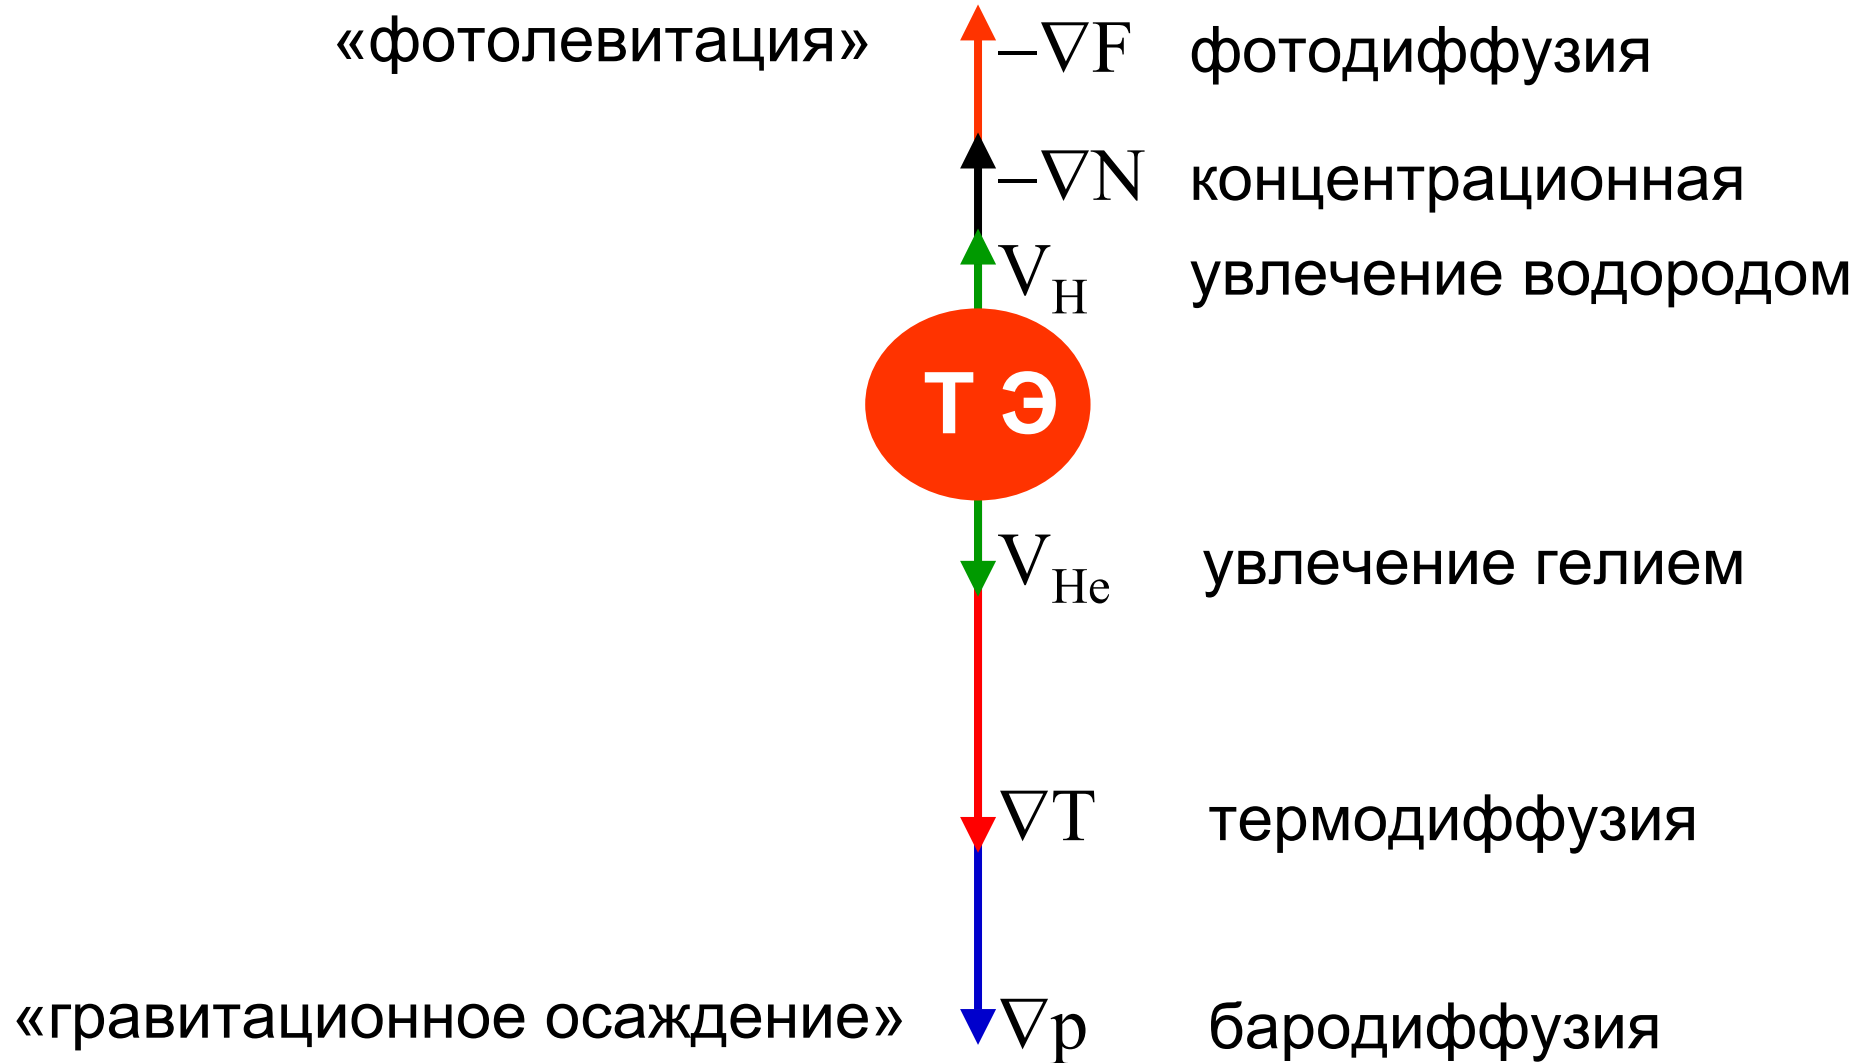 «фотолевитация» –∇F фотодиффузия
–∇N концентрационная
V_H увлечение водородом
Т Э
V_He увлечение гелием
∇T термодиффузия
«гравитационное осаждение» ∇p бародиффузия